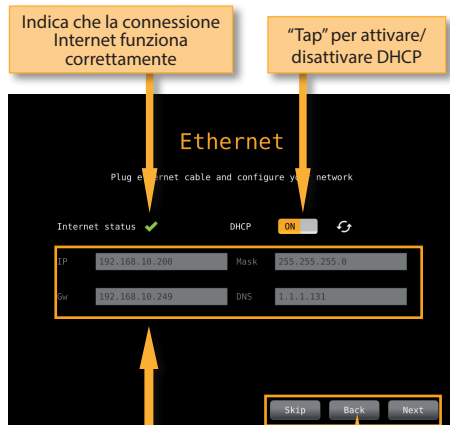 Indica che la connessione
Internet funziona
correttamente
“Tap” per attivare/
disattivare DHCP
Ethernet
Plug ethernet cable and configure your network
Internet status
DHCP
ON
IP
192.168.10.200
Mask
255.255.255.0
Gw
192.168.10.249
DNS
1.1.1.131
Skip
Back
Next